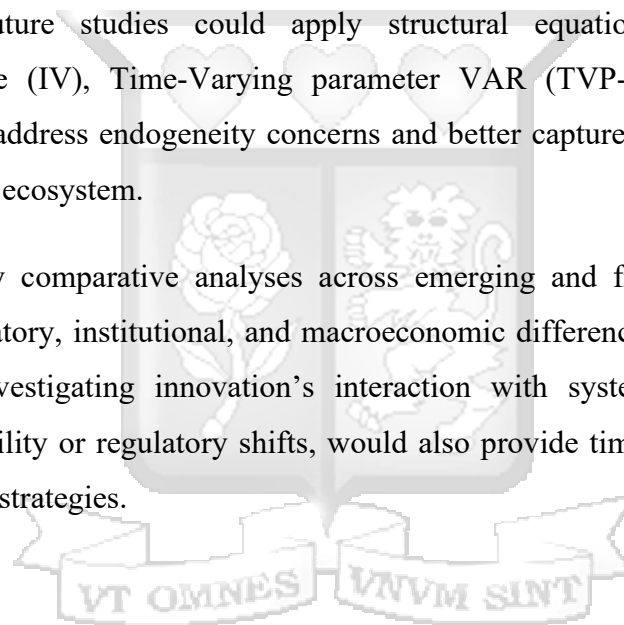 uture studies could apply structural equatio
e (IV), Time-Varying parameter VAR (TVP-
address endogeneity concerns and better capture
ecosystem.
y comparative analyses across emerging and f
atory, institutional, and macroeconomic differenc
vestigating innovation’s interaction with syste
ility or regulatory shifts, would also provide tim
strategies.
VT OMNES VNVM SINT